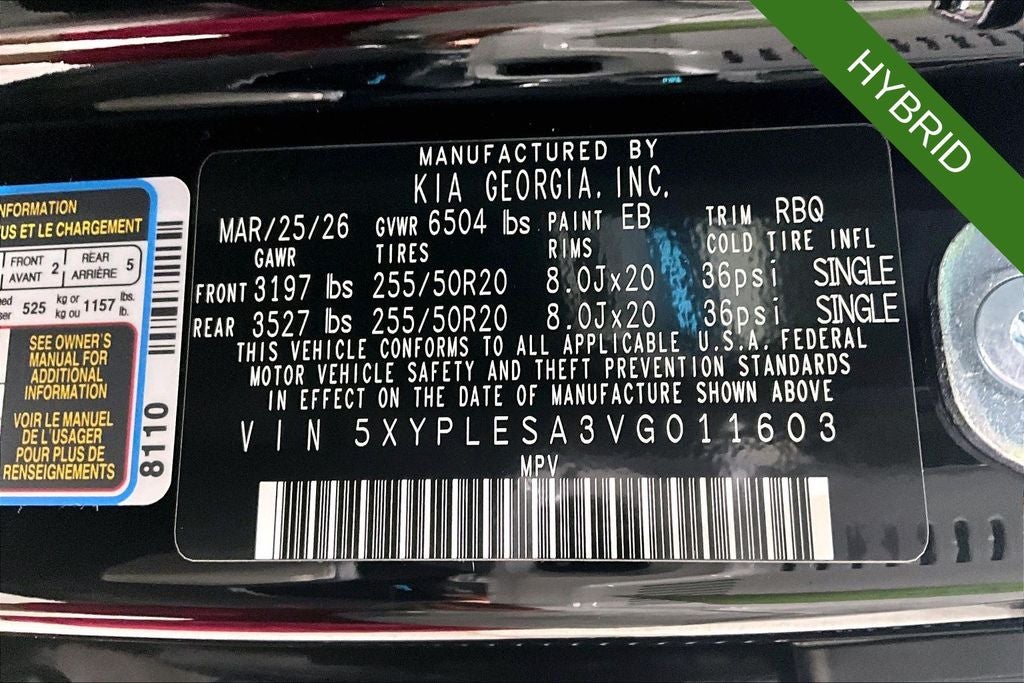 HYBRID
MANUFACTURED BY
KIA GEORGIA, INC.
MAR/25/26 GVWR 6504 lbs PAINT EB TRIM RBQ
GAWR TIRES RIMS COLD TIRE INFL
FRONT 3197 lbs 255/50R20 8.0Jx20 36psi SINGLE
REAR 3527 lbs 255/50R20 8.0Jx20 36psi SINGLE
THIS VEHICLE CONFORMS TO ALL APPLICABLE U.S.A. FEDERAL
MOTOR VEHICLE SAFETY AND THEFT PREVENTION STANDARDS
IN EFFECT ON THE DATE OF MANUFACTURE SHOWN ABOVE
VIN 5XYPLESA3VG011603
MPV
ET LE CHARGEMENT
FRONT 2 REAR 5
AVANT ARRIÈRE
525 kg or 1157 lbs.
kg ou lb.
SEE OWNER'S
MANUAL FOR
ADDITIONAL
INFORMATION
VOIR LE MANUEL
DE L'USAGER
POUR PLUS DE
RENSEIGNEMENTS
8110